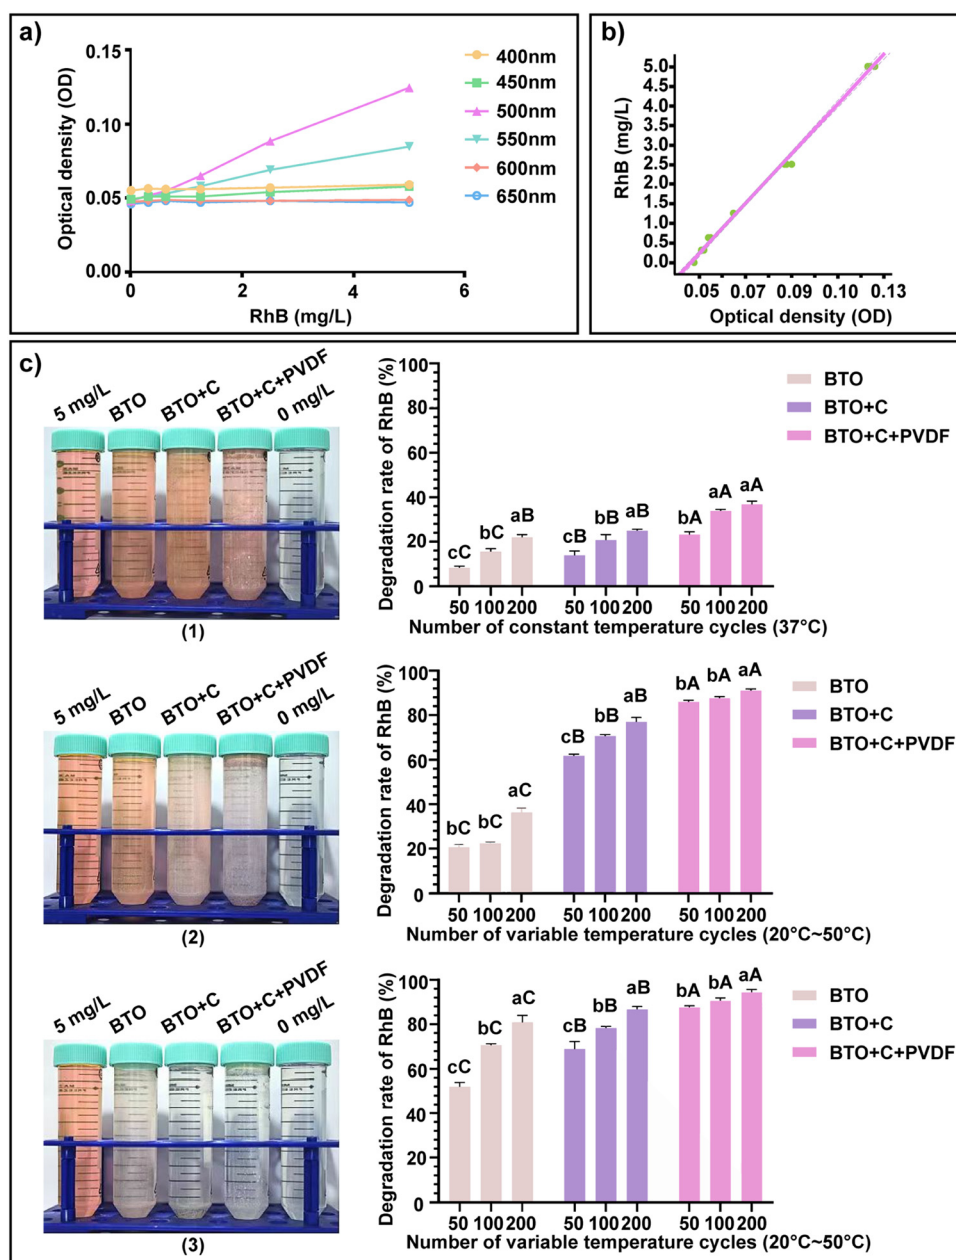 a)
0.15
0.10
0.05
0.00
Optical density (OD)
0
2
4
6
RhB (mg/L)
400nm
450nm
500nm
550nm
600nm
650nm
b)
5.0
4.5
3.5
3.0
2.5
1.5
1.0
0.5
0.0
RhB (mg/L)
0.05
0.07
0.09
0.11
0.13
Optical density (OD)
c)
5 mg/L
BTO
BTO+C
BTO+C+PVDF
0 mg/L
(1)
Degradation rate of RhB (%)
100
80
60
40
20
0
cC
bC
aB
cB
bB
aB
bA
aA
aA
50 100 200
50 100 200
50 100 200
Number of constant temperature cycles (37°C)
BTO
BTO+C
BTO+C+PVDF
5 mg/L
BTO
BTO+C
BTO+C+PVDF
0 mg/L
(2)
Degradation rate of RhB (%)
100
80
60
40
20
0
bC
bC
aC
cB
bB
aB
bA
bA
aA
50 100 200
50 100 200
50 100 200
Number of variable temperature cycles (20°C~50°C)
BTO
BTO+C
BTO+C+PVDF
5 mg/L
BTO
BTO+C
BTO+C+PVDF
0 mg/L
(3)
Degradation rate of RhB (%)
100
80
60
40
20
0
cC
bC
aC
cB
bB
aB
bA
bA
aA
50 100 200
50 100 200
50 100 200
Number of variable temperature cycles (20°C~50°C)
BTO
BTO+C
BTO+C+PVDF